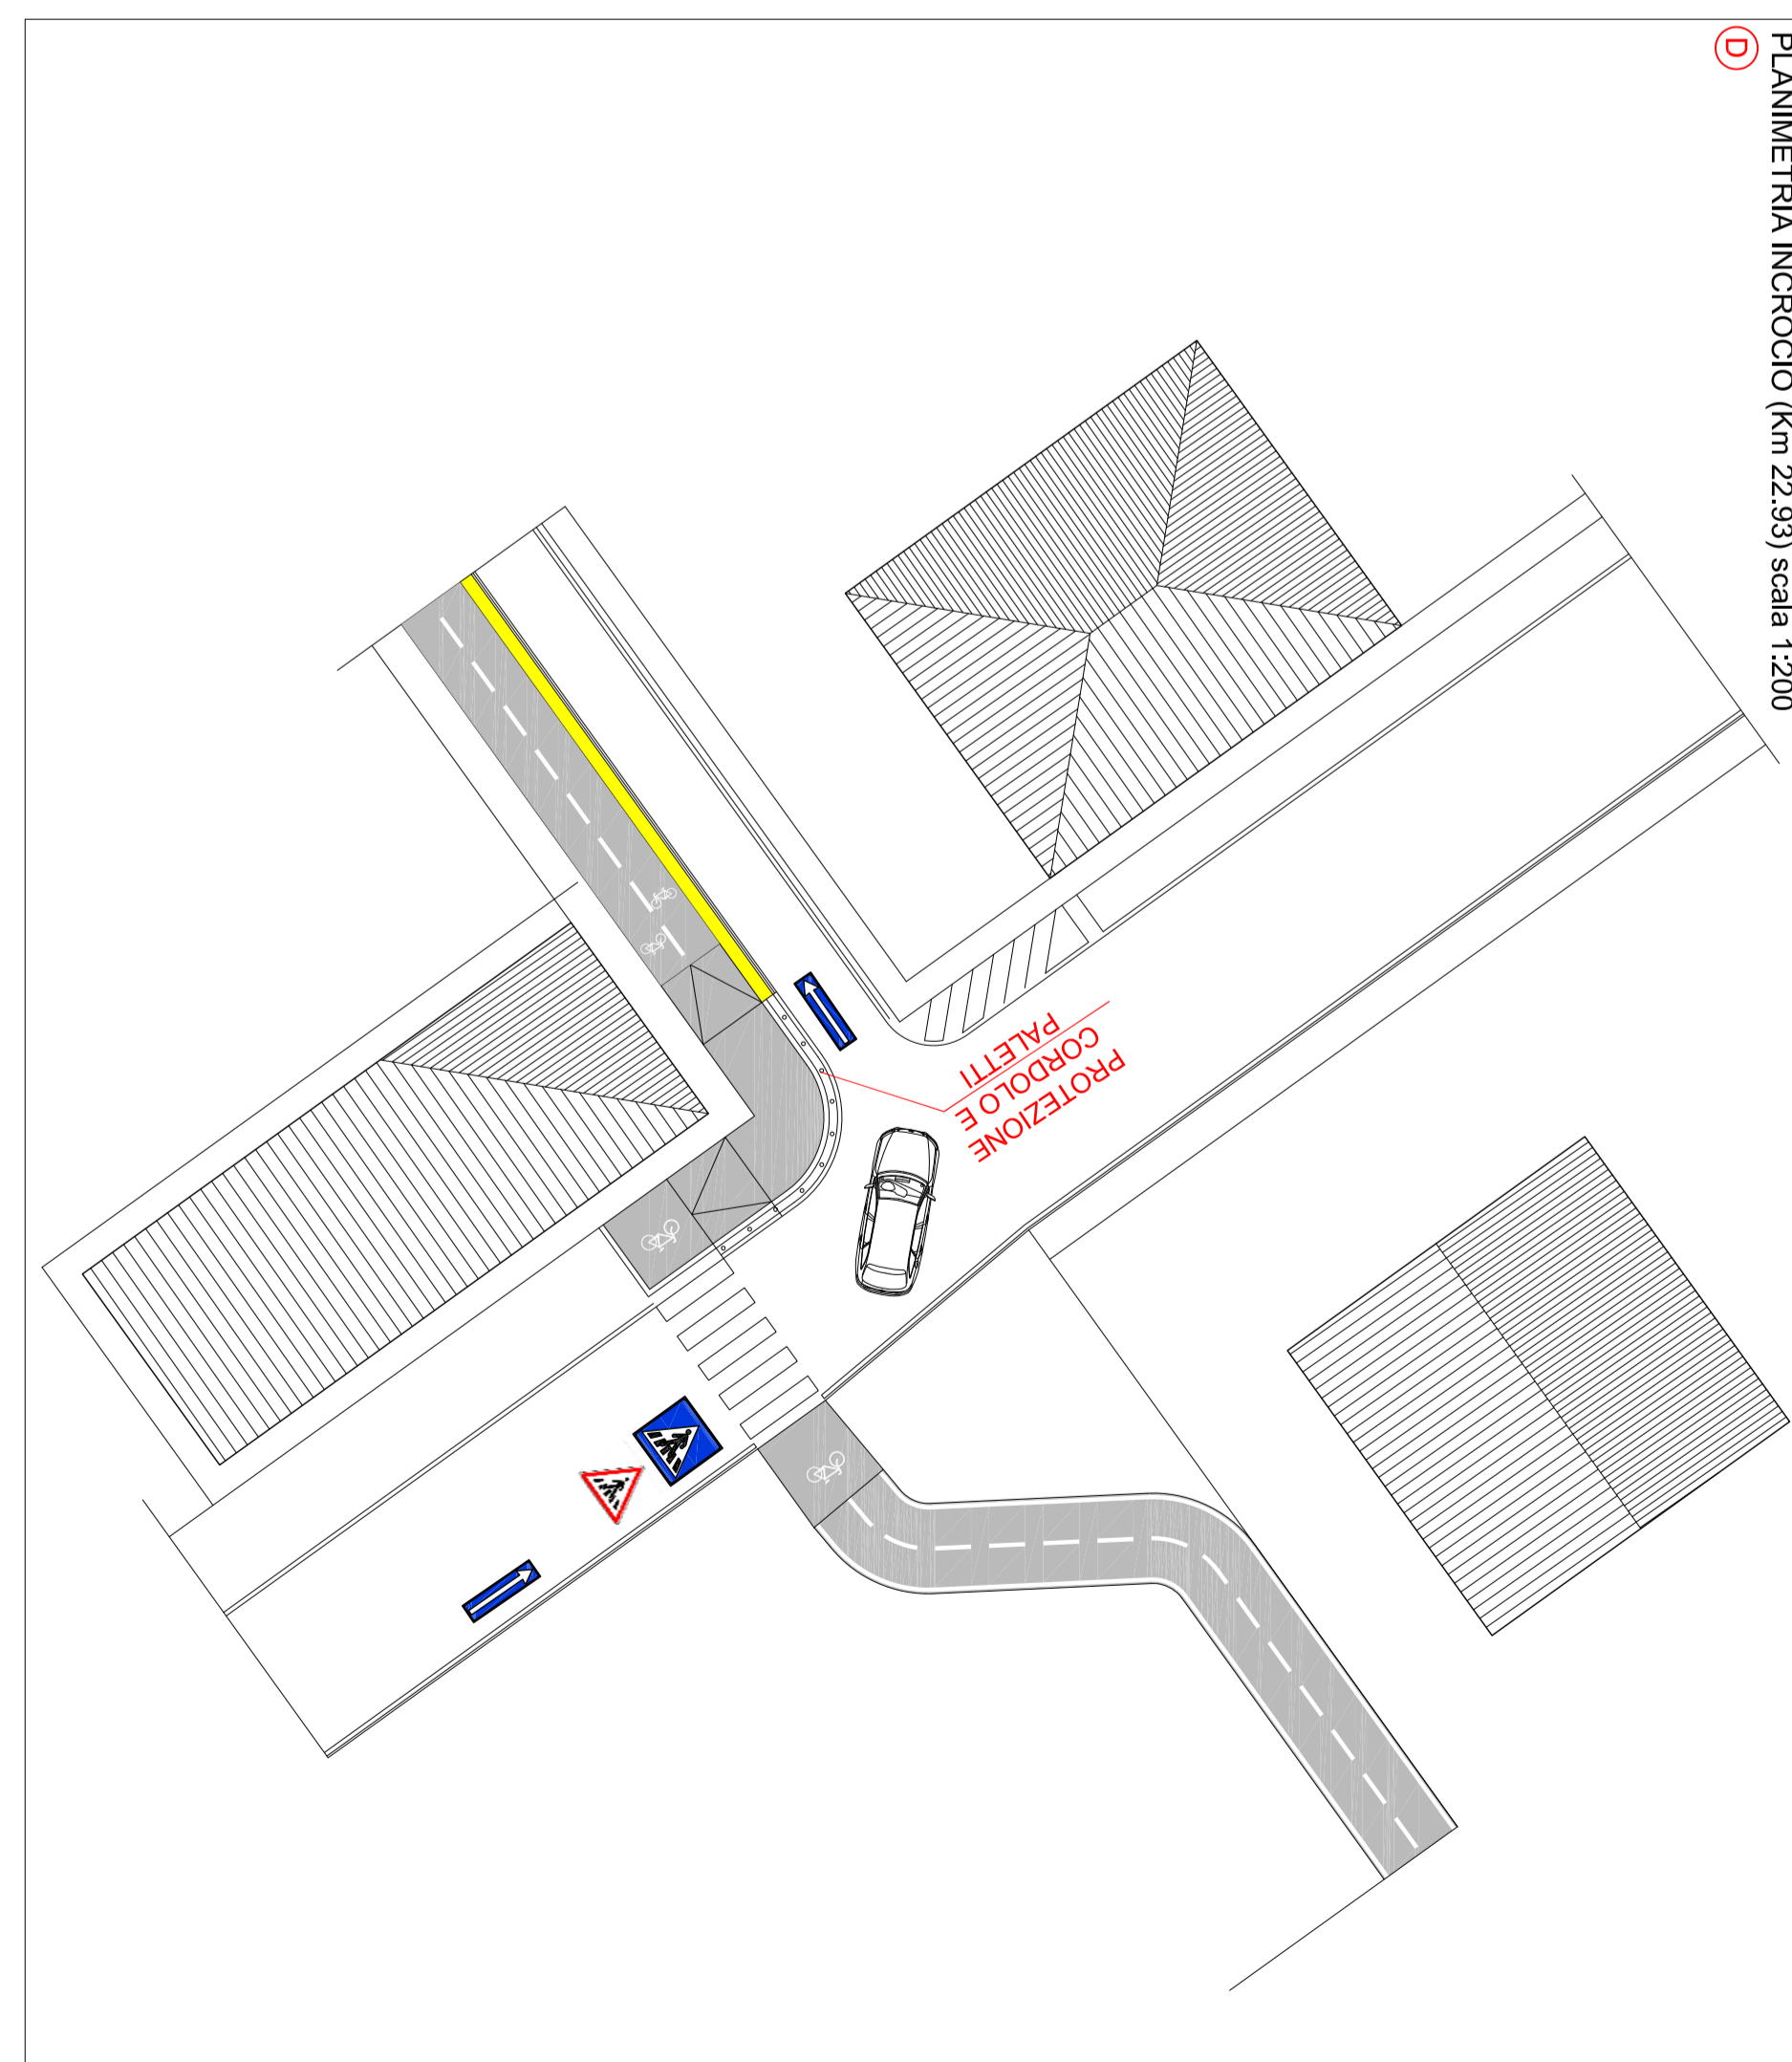 PLANIMETRIA INCROCIO (Km 22.93) scala 1:200
D
PROTEZIONE
CORDOLO E
PALETTI